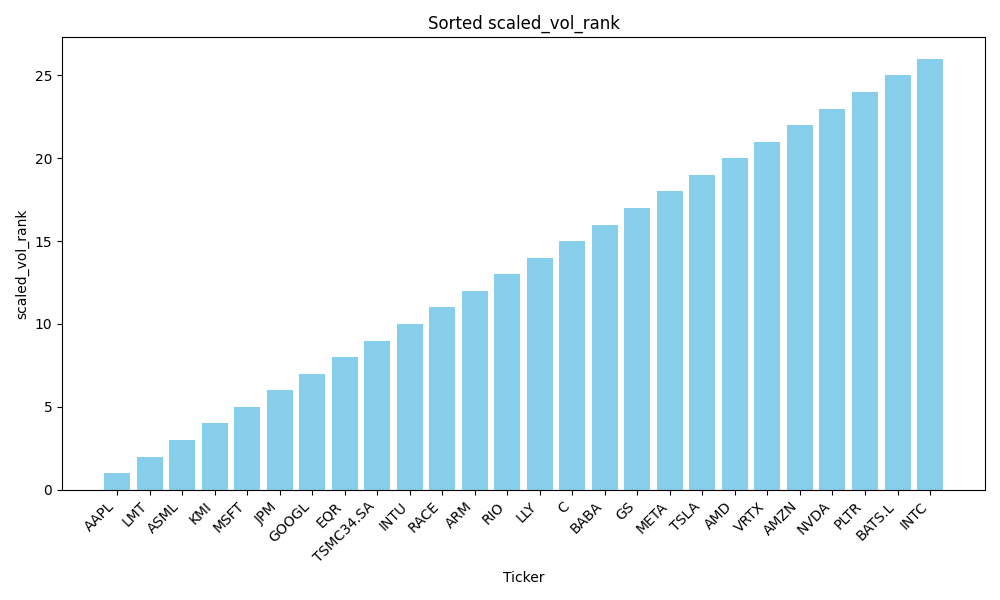 Sorted scaled_vol_rank
scaled_vol_rank
25
20
15
10
5
0
AAPL
LMT
ASML
KMI
MSFT
JPM
GOOGL
EQR
TSMC34.SA
INTU
RACE
ARM
RIO
LLY
C
BABA
GS
META
TSLA
AMD
VRTX
AMZN
NVDA
PLTR
BATS.L
INTC
Ticker